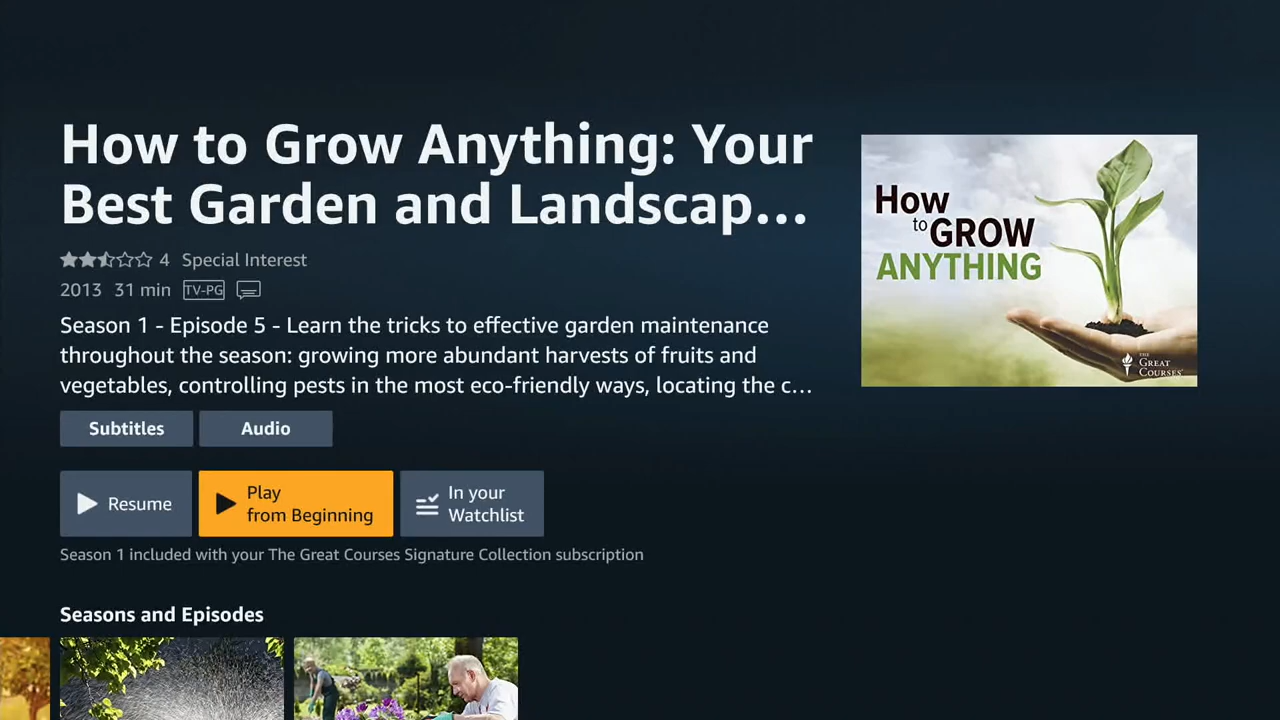 How to Grow Anything: Your
Best Garden and Landscap...
4 Special Interest
2013 31 min TV-PG
Season 1 - Episode 5 - Learn the tricks to effective garden maintenance
throughout the season: growing more abundant harvests of fruits and
vegetables, controlling pests in the most eco-friendly ways, locating the c...
Subtitles Audio
Resume
Play
from Beginning
In your
Watchlist
Season 1 included with your The Great Courses Signature Collection subscription
Seasons and Episodes
How
to GROW
ANYTHING
THE
GREAT
COURSES